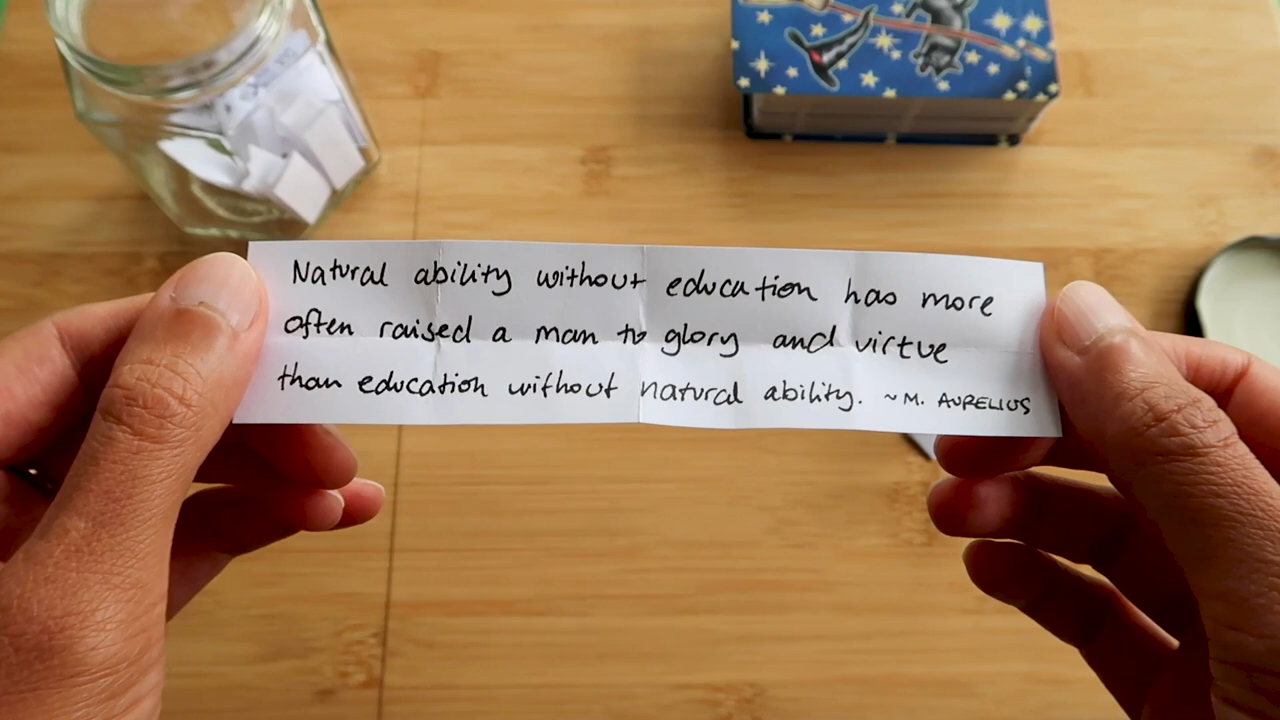 Natural ability without education has more
often raised a man to glory and virtue
than education without natural ability. ~M. AURELIUS